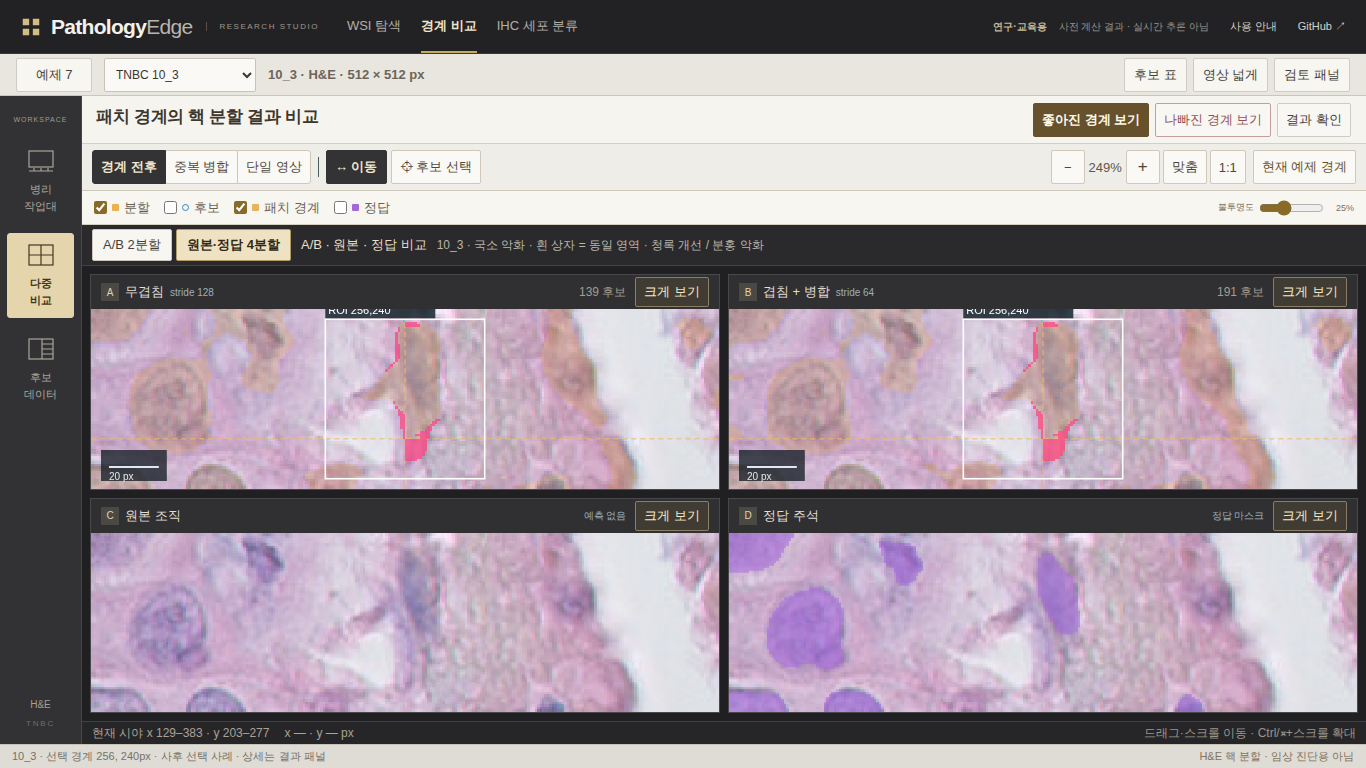 PathologyEdge RESEARCH STUDIO WSI 탐색 경계 비교 IHC 세포 분류 연구·교육용 사전 계산 결과 · 실시간 추론 아님 사용 안내 GitHub ↗
예제 7 TNBC 10_3 10_3 · H&E · 512 × 512 px 후보 표 영상 넓게 검토 패널
WORKSPACE
병리
작업대
다중
비교
후보
데이터
H&E
TNBC
패치 경계의 핵 분할 결과 비교 좋아진 경계 보기 나빠진 경계 보기 결과 확인
경계 전후 중복 병합 단일 영상 ↔ 이동 후보 선택 − 249% + 맞춤 1:1 현재 예제 경계
분할 후보 패치 경계 정답 불투명도 25%
A/B 2분할 원본·정답 4분할 A/B · 원본 · 정답 비교 10_3 · 국소 악화 · 흰 상자 = 동일 영역 · 청록 개선 / 분홍 악화
A 무겹침 stride 128 139 후보 크게 보기
ROI 256,240
20 px
B 겹침 + 병합 stride 64 191 후보 크게 보기
ROI 256,240
20 px
C 원본 조직 예측 없음 크게 보기
D 정답 주석 정답 마스크 크게 보기
현재 시야 x 129–383 · y 203–277 x — · y — px 드래그·스크롤 이동 · Ctrl/⌘+스크롤 확대
10_3 · 선택 경계 256, 240px · 사후 선택 사례 · 상세는 결과 패널 H&E 핵 분할 · 임상 진단용 아님